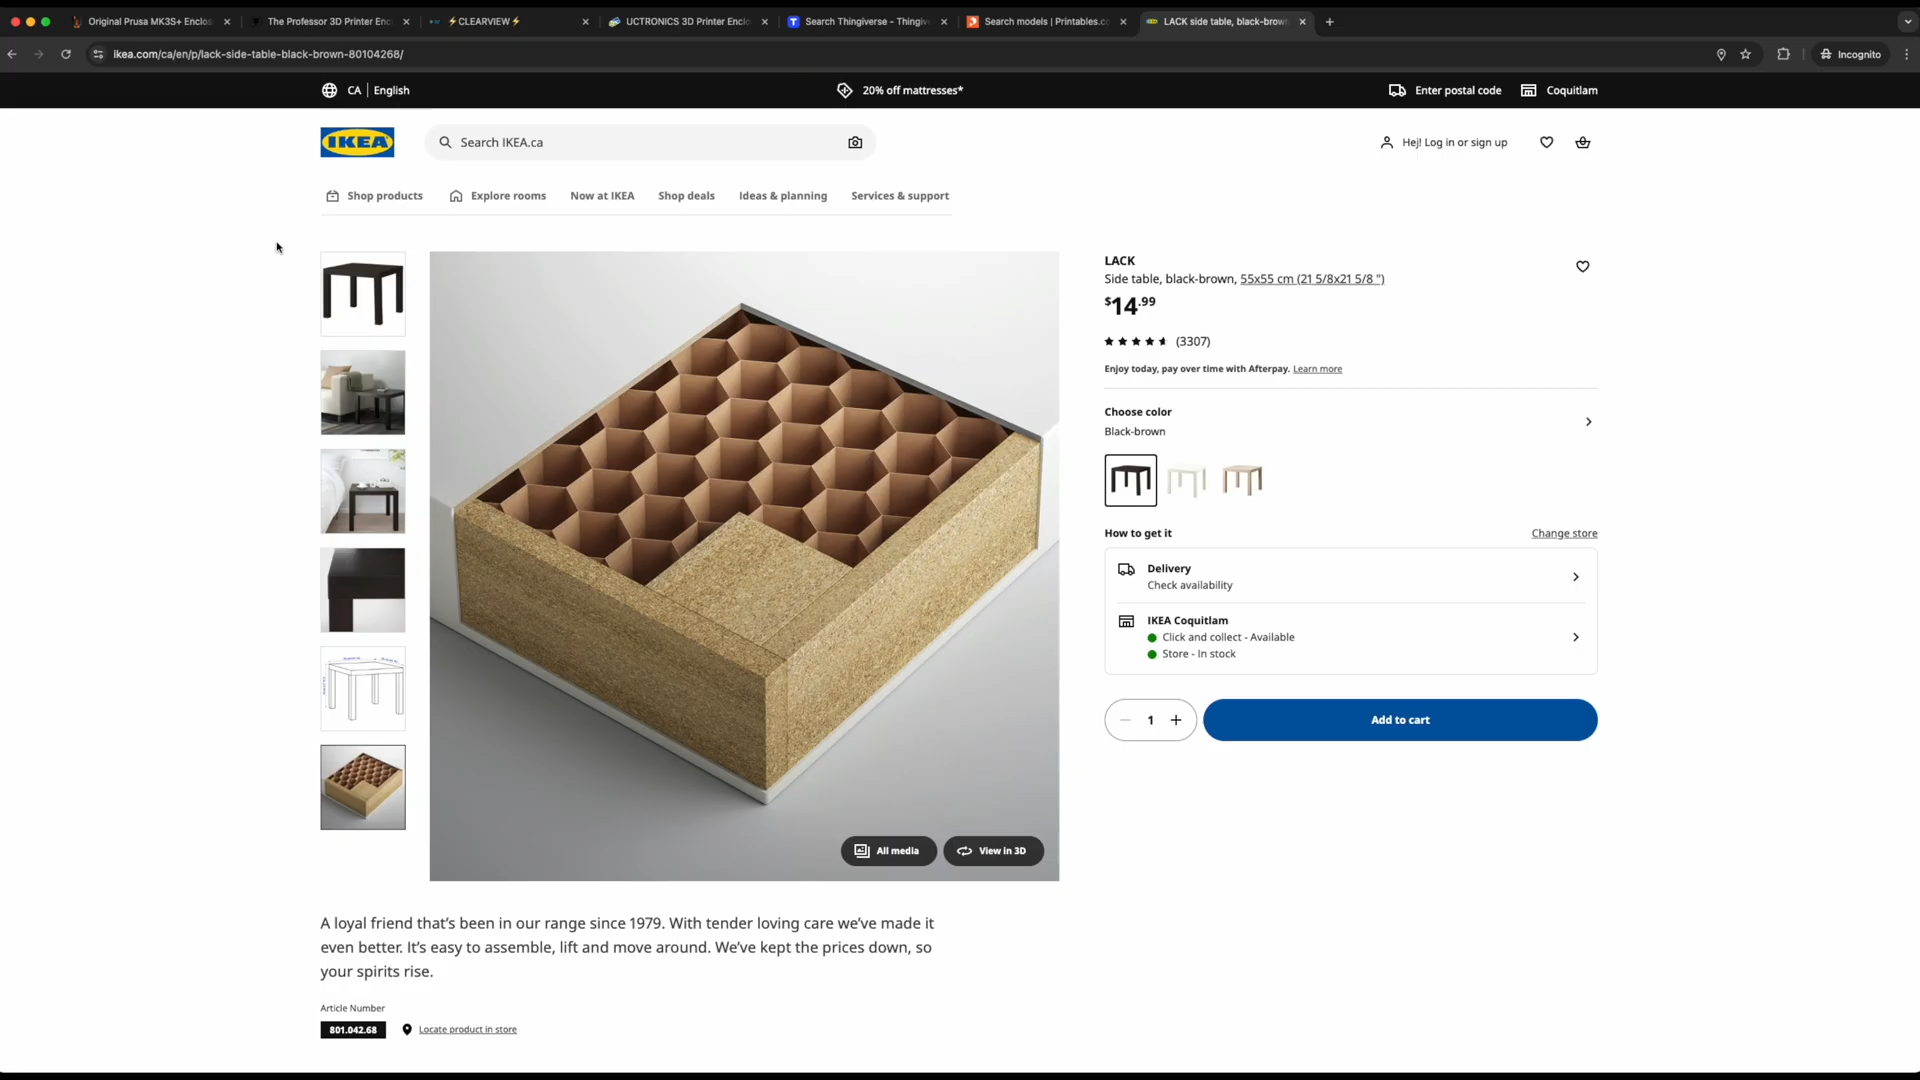 Original Prusa MK3S+ Enclos
The Professor 3D Printer Enc
⚡CLEARVIEW⚡
UCTRONICS 3D Printer Enclo
Search Thingiverse - Thingiv
Search models | Printables.co
LACK side table, black-brown
ikea.com/ca/en/p/lack-side-table-black-brown-80104268/
Incognito
CA | English
20% off mattresses*
Enter postal code
Coquitlam
IKEA
Search IKEA.ca
Hej! Log in or sign up
Shop products
Explore rooms
Now at IKEA
Shop deals
Ideas & planning
Services & support
LACK
Side table, black-brown, 55x55 cm (21 5/8x21 5/8 ")
$14.99
(3307)
Enjoy today, pay over time with Afterpay. Learn more
Choose color
Black-brown
How to get it
Change store
Delivery
Check availability
IKEA Coquitlam
Click and collect - Available
Store - In stock
1
Add to cart
All media
View in 3D
A loyal friend that's been in our range since 1979. With tender loving care we've made it
even better. It's easy to assemble, lift and move around. We've kept the prices down, so
your spirits rise.
Article Number
801.042.68
Locate product in store